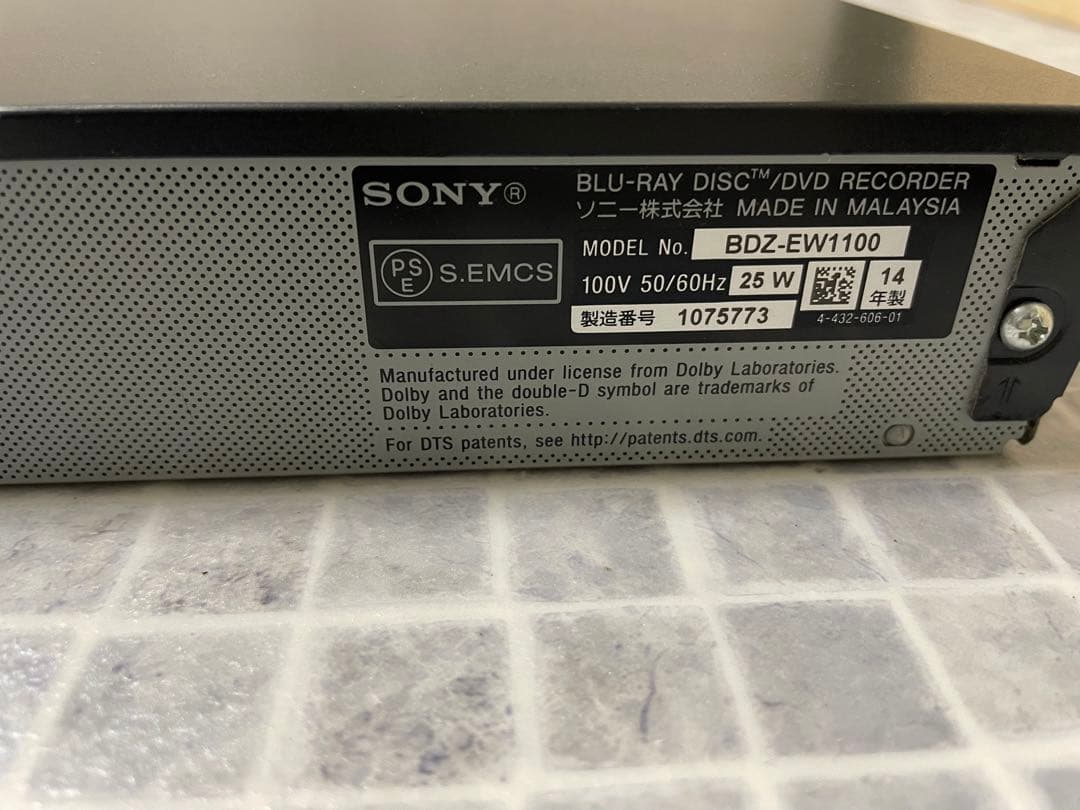 SONY®
BLU-RAY DISC™/DVD RECORDER
ソニー株式会社 MADE IN MALAYSIA
MODEL No. BDZ-EW1100
PS
E
S.EMCS
100V 50/60Hz 25 W
14
年製
製造番号 1075773
4-432-606-01
Manufactured under license from Dolby Laboratories.
Dolby and the double-D symbol are trademarks of
Dolby Laboratories.
For DTS patents, see http://patents.dts.com.